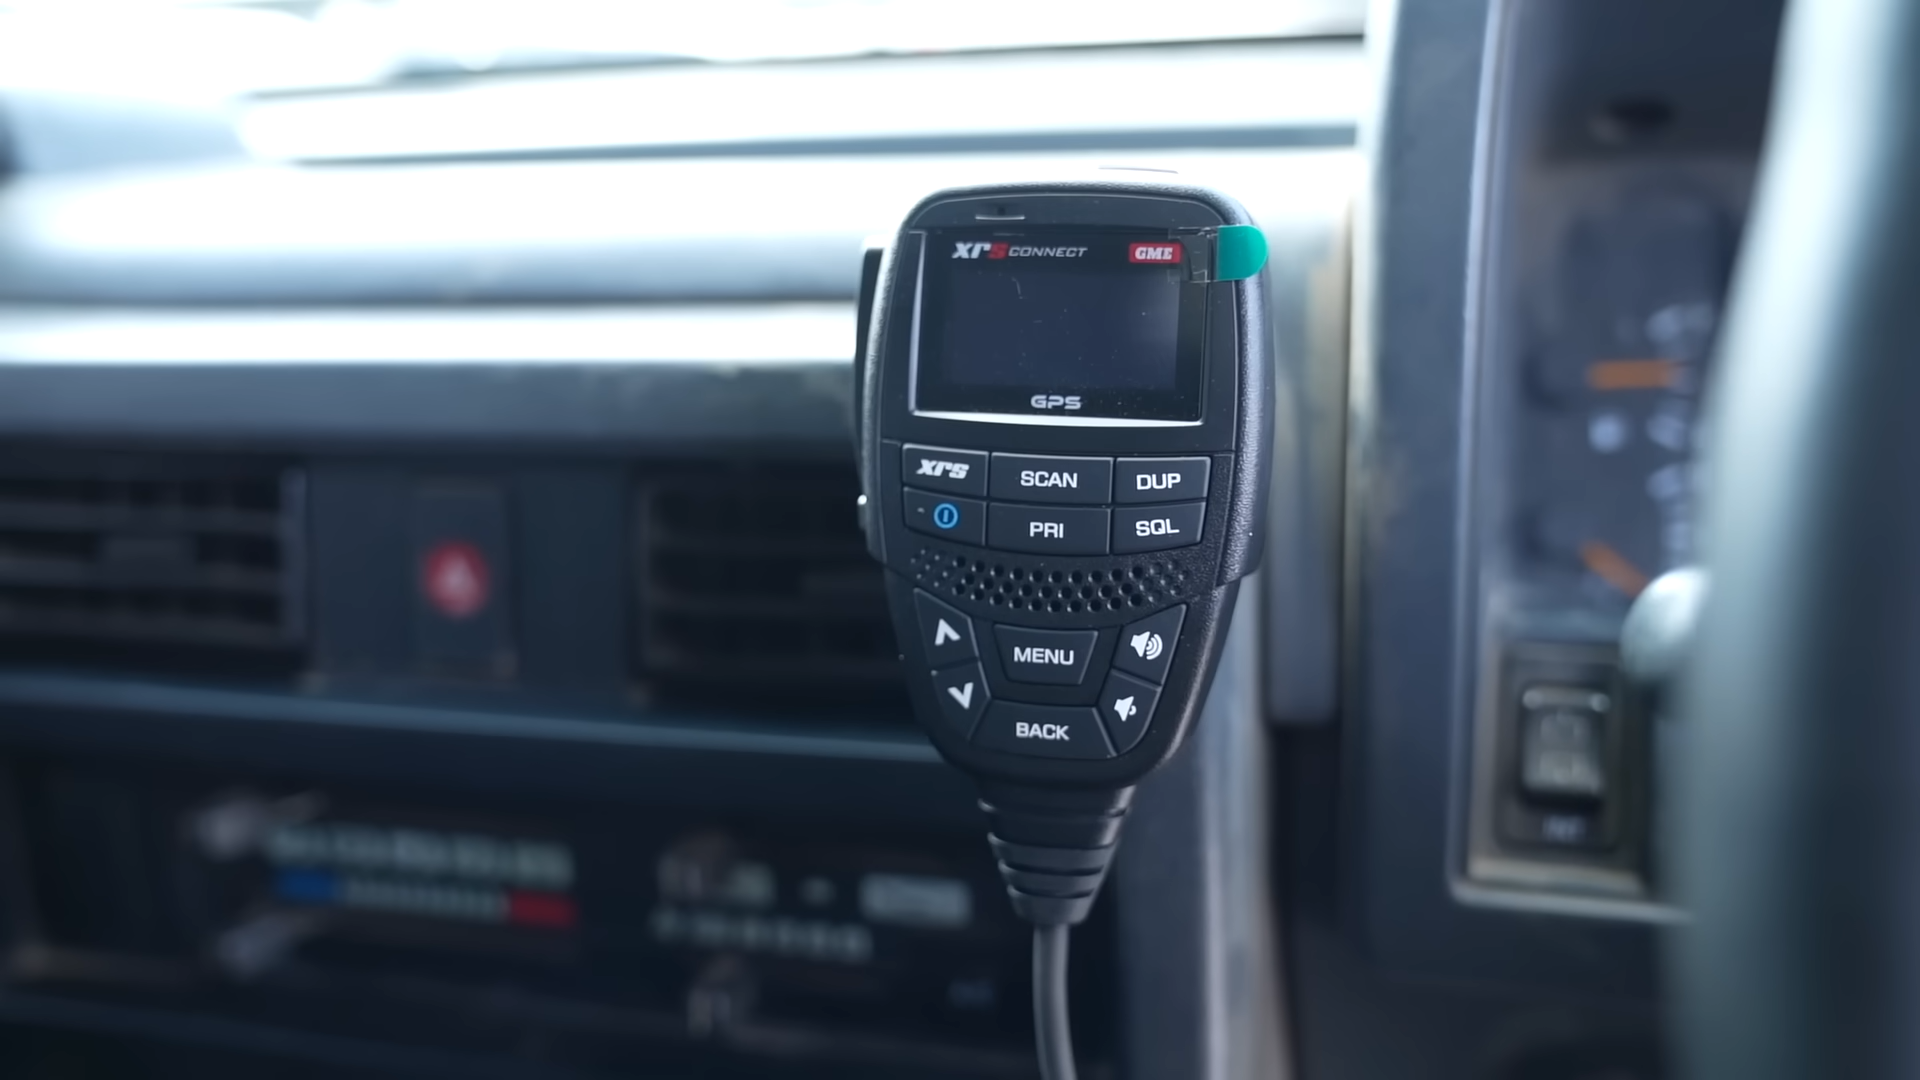 xrs CONNECT GME
GPS
xrs SCAN DUP
PRI SQL
MENU
BACK